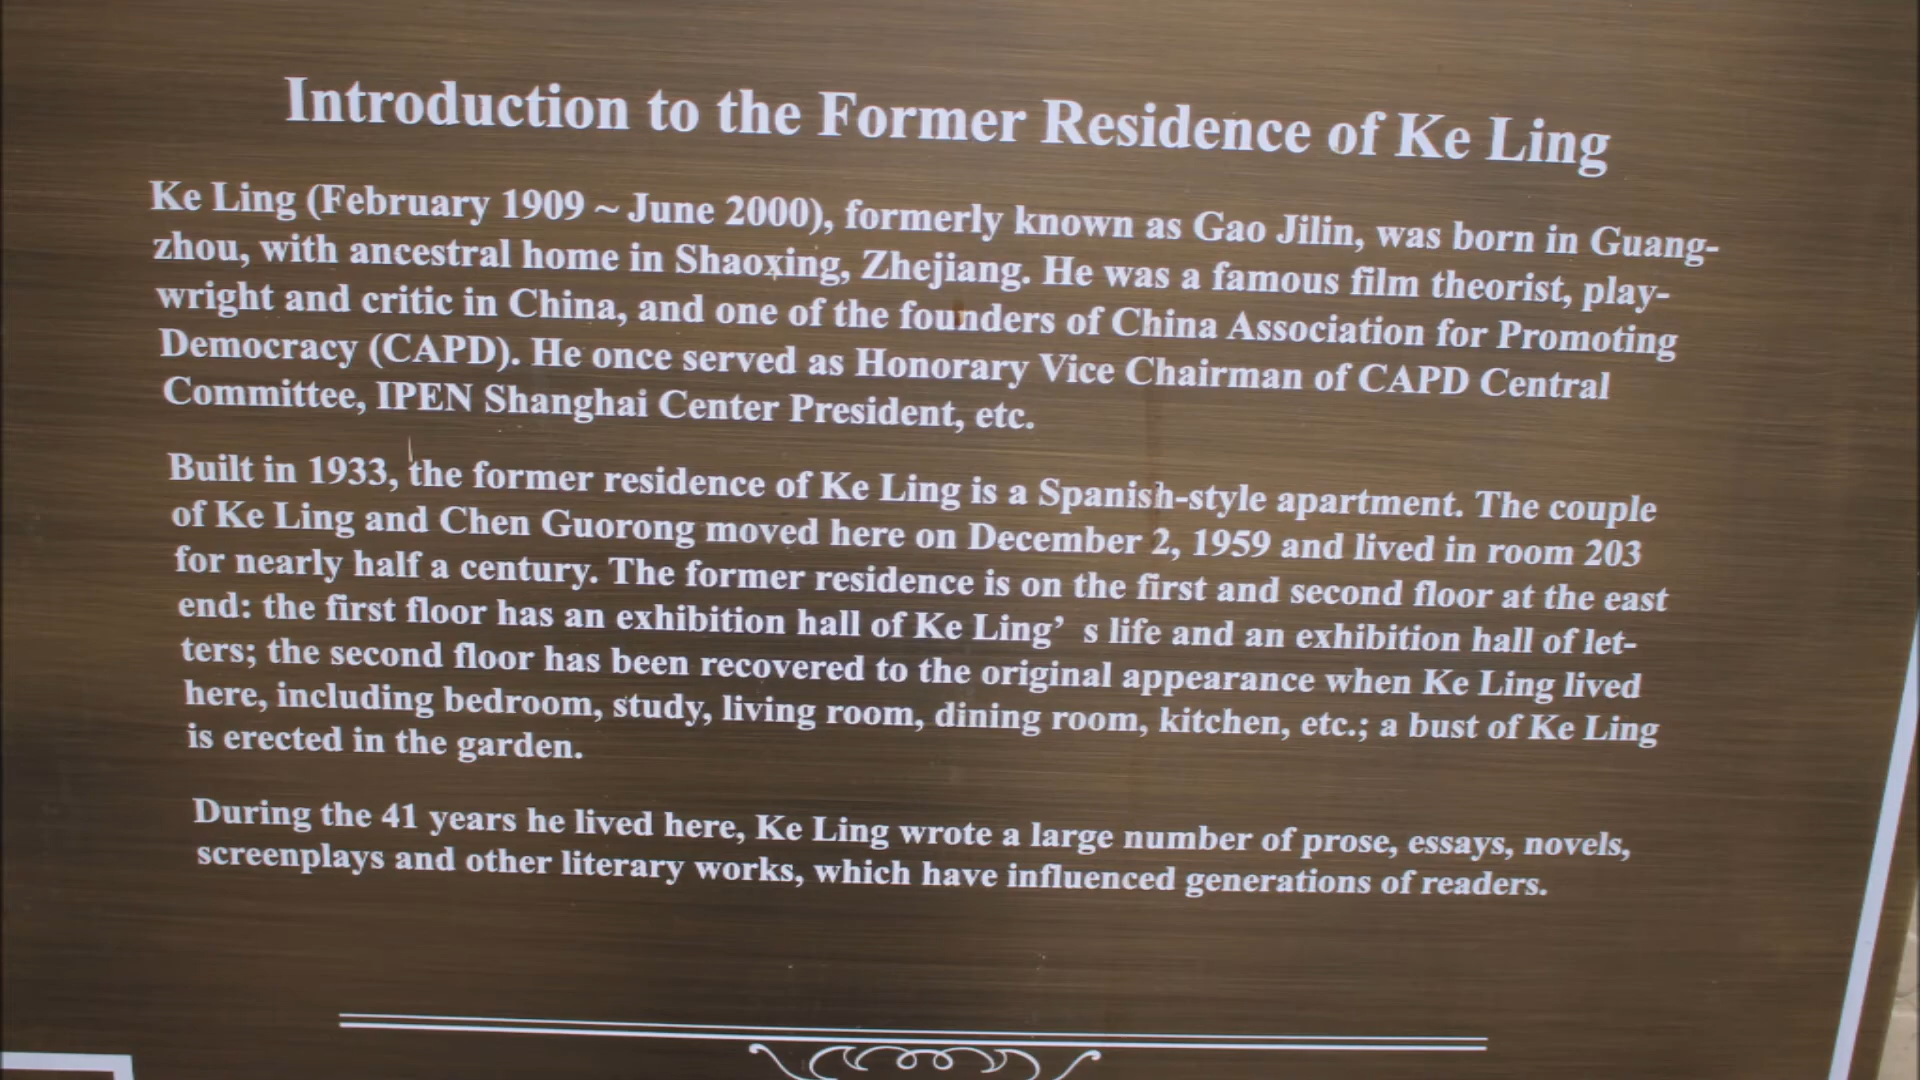 Introduction to the Former Residence of Ke Ling
Ke Ling (February 1909 ~ June 2000), formerly known as Gao Jilin, was born in Guang-
zhou, with ancestral home in Shaoxing, Zhejiang. He was a famous film theorist, play-
wright and critic in China, and one of the founders of China Association for Promoting
Democracy (CAPD). He once served as Honorary Vice Chairman of CAPD Central
Committee, IPEN Shanghai Center President, etc.
Built in 1933, the former residence of Ke Ling is a Spanish-style apartment. The couple
of Ke Ling and Chen Guorong moved here on December 2, 1959 and lived in room 203
for nearly half a century. The former residence is on the first and second floor at the east
end: the first floor has an exhibition hall of Ke Ling’ s life and an exhibition hall of let-
ters; the second floor has been recovered to the original appearance when Ke Ling lived
here, including bedroom, study, living room, dining room, kitchen, etc.; a bust of Ke Ling
is erected in the garden.
During the 41 years he lived here, Ke Ling wrote a large number of prose, essays, novels,
screenplays and other literary works, which have influenced generations of readers.